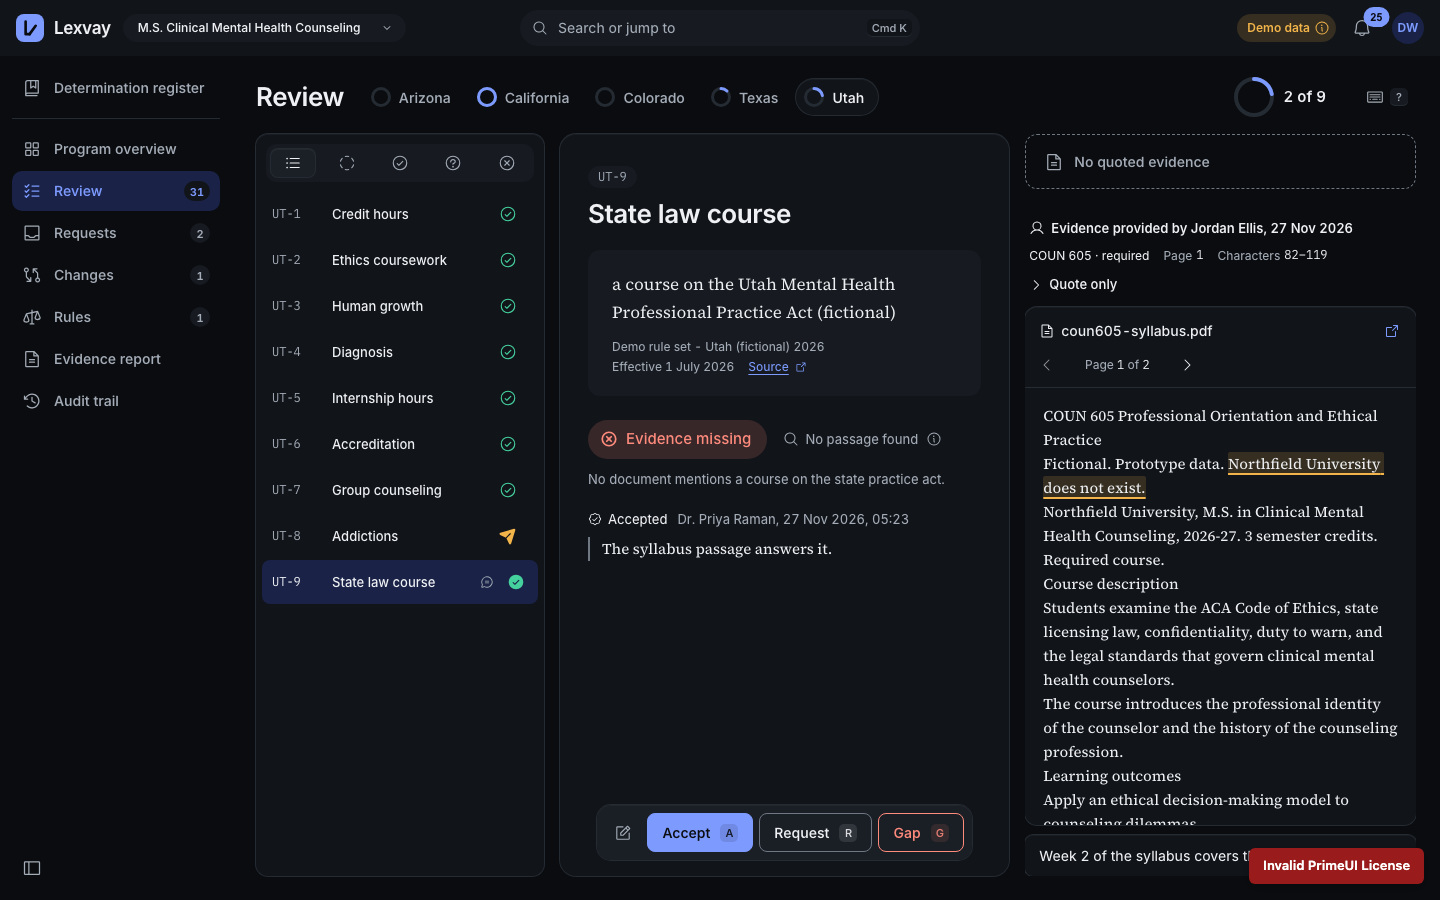 Lexvay
M.S. Clinical Mental Health Counseling
Search or jump to
Cmd K
Demo data
25
DW
Determination register
Program overview
Review
31
Requests
2
Changes
1
Rules
1
Evidence report
Audit trail
Review
Arizona
California
Colorado
Texas
Utah
2 of 9
?
UT-1 Credit hours
UT-2 Ethics coursework
UT-3 Human growth
UT-4 Diagnosis
UT-5 Internship hours
UT-6 Accreditation
UT-7 Group counseling
UT-8 Addictions
UT-9 State law course
UT-9
State law course
a course on the Utah Mental Health
Professional Practice Act (fictional)
Demo rule set - Utah (fictional) 2026
Effective 1 July 2026 Source
Evidence missing
No passage found
No document mentions a course on the state practice act.
Accepted Dr. Priya Raman, 27 Nov 2026, 05:23
The syllabus passage answers it.
Accept A
Request R
Gap G
No quoted evidence
Evidence provided by Jordan Ellis, 27 Nov 2026
COUN 605 · required Page 1 Characters 82–119
Quote only
coun605-syllabus.pdf
Page 1 of 2
COUN 605 Professional Orientation and Ethical
Practice
Fictional. Prototype data. Northfield University
does not exist.
Northfield University, M.S. in Clinical Mental
Health Counseling, 2026-27. 3 semester credits.
Required course.
Course description
Students examine the ACA Code of Ethics, state
licensing law, confidentiality, duty to warn, and
the legal standards that govern clinical mental
health counselors.
The course introduces the professional identity
of the counselor and the history of the counseling
profession.
Learning outcomes
Apply an ethical decision-making model to
counseling dilemmas
Week 2 of the syllabus covers
Invalid PrimeUI License